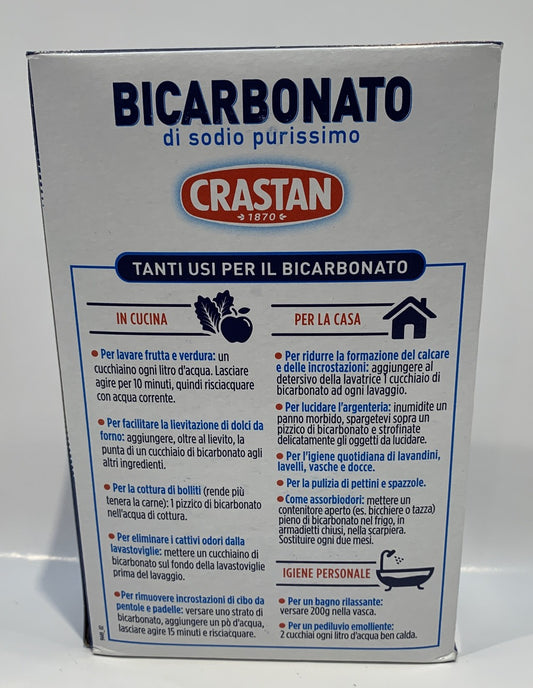 BICARBONATO
di sodio purissimo
CRASTAN
1870
TANTI USI PER IL BICARBONATO
IN CUCINA
• Per lavare frutta e verdura: un
cucchiaino ogni litro d'acqua. Lasciare
agire per 10 minuti, quindi risciacquare
con acqua corrente.
• Per facilitare la lievitazione di dolci da
forno: aggiungere, oltre al lievito, la
punta di un cucchiaio di bicarbonato agli
altri ingredienti.
• Per la cottura di bolliti (rende più
tenera la carne): 1 pizzico di bicarbonato
nell'acqua di cottura.
• Per eliminare i cattivi odori dalla
lavastoviglie: mettere un cucchiaino di
bicarbonato sul fondo della lavastoviglie
prima del lavaggio.
• Per rimuovere incrostazioni di cibo da
pentole e padelle: versare uno strato di
bicarbonato, aggiungere un pò d'acqua,
lasciare agire 15 minuti e risciacquare.
PER LA CASA
• Per ridurre la formazione del calcare
e delle incrostazioni: aggiungere al
detersivo della lavatrice 1 cucchiaio di
bicarbonato ad ogni lavaggio.
• Per lucidare l'argenteria: inumidite un
panno morbido, spargetevi sopra un
pizzico di bicarbonato e strofinate
delicatamente gli oggetti da lucidare.
• Per l'igiene quotidiana di lavandini,
lavelli, vasche e docce.
• Per la pulizia di pettini e spazzole.
• Come assorbiodori: mettere un
contenitore aperto (es. bicchiere o tazza)
pieno di bicarbonato nel frigo, in
armadietti chiusi, nella scarpiera.
Sostituire ogni due mesi.
IGIENE PERSONALE
• Per un bagno rilassante:
versare 200g nella vasca.
• Per un pediluvio emolliente:
2 cucchiai ogni litro d'acqua ben calda.